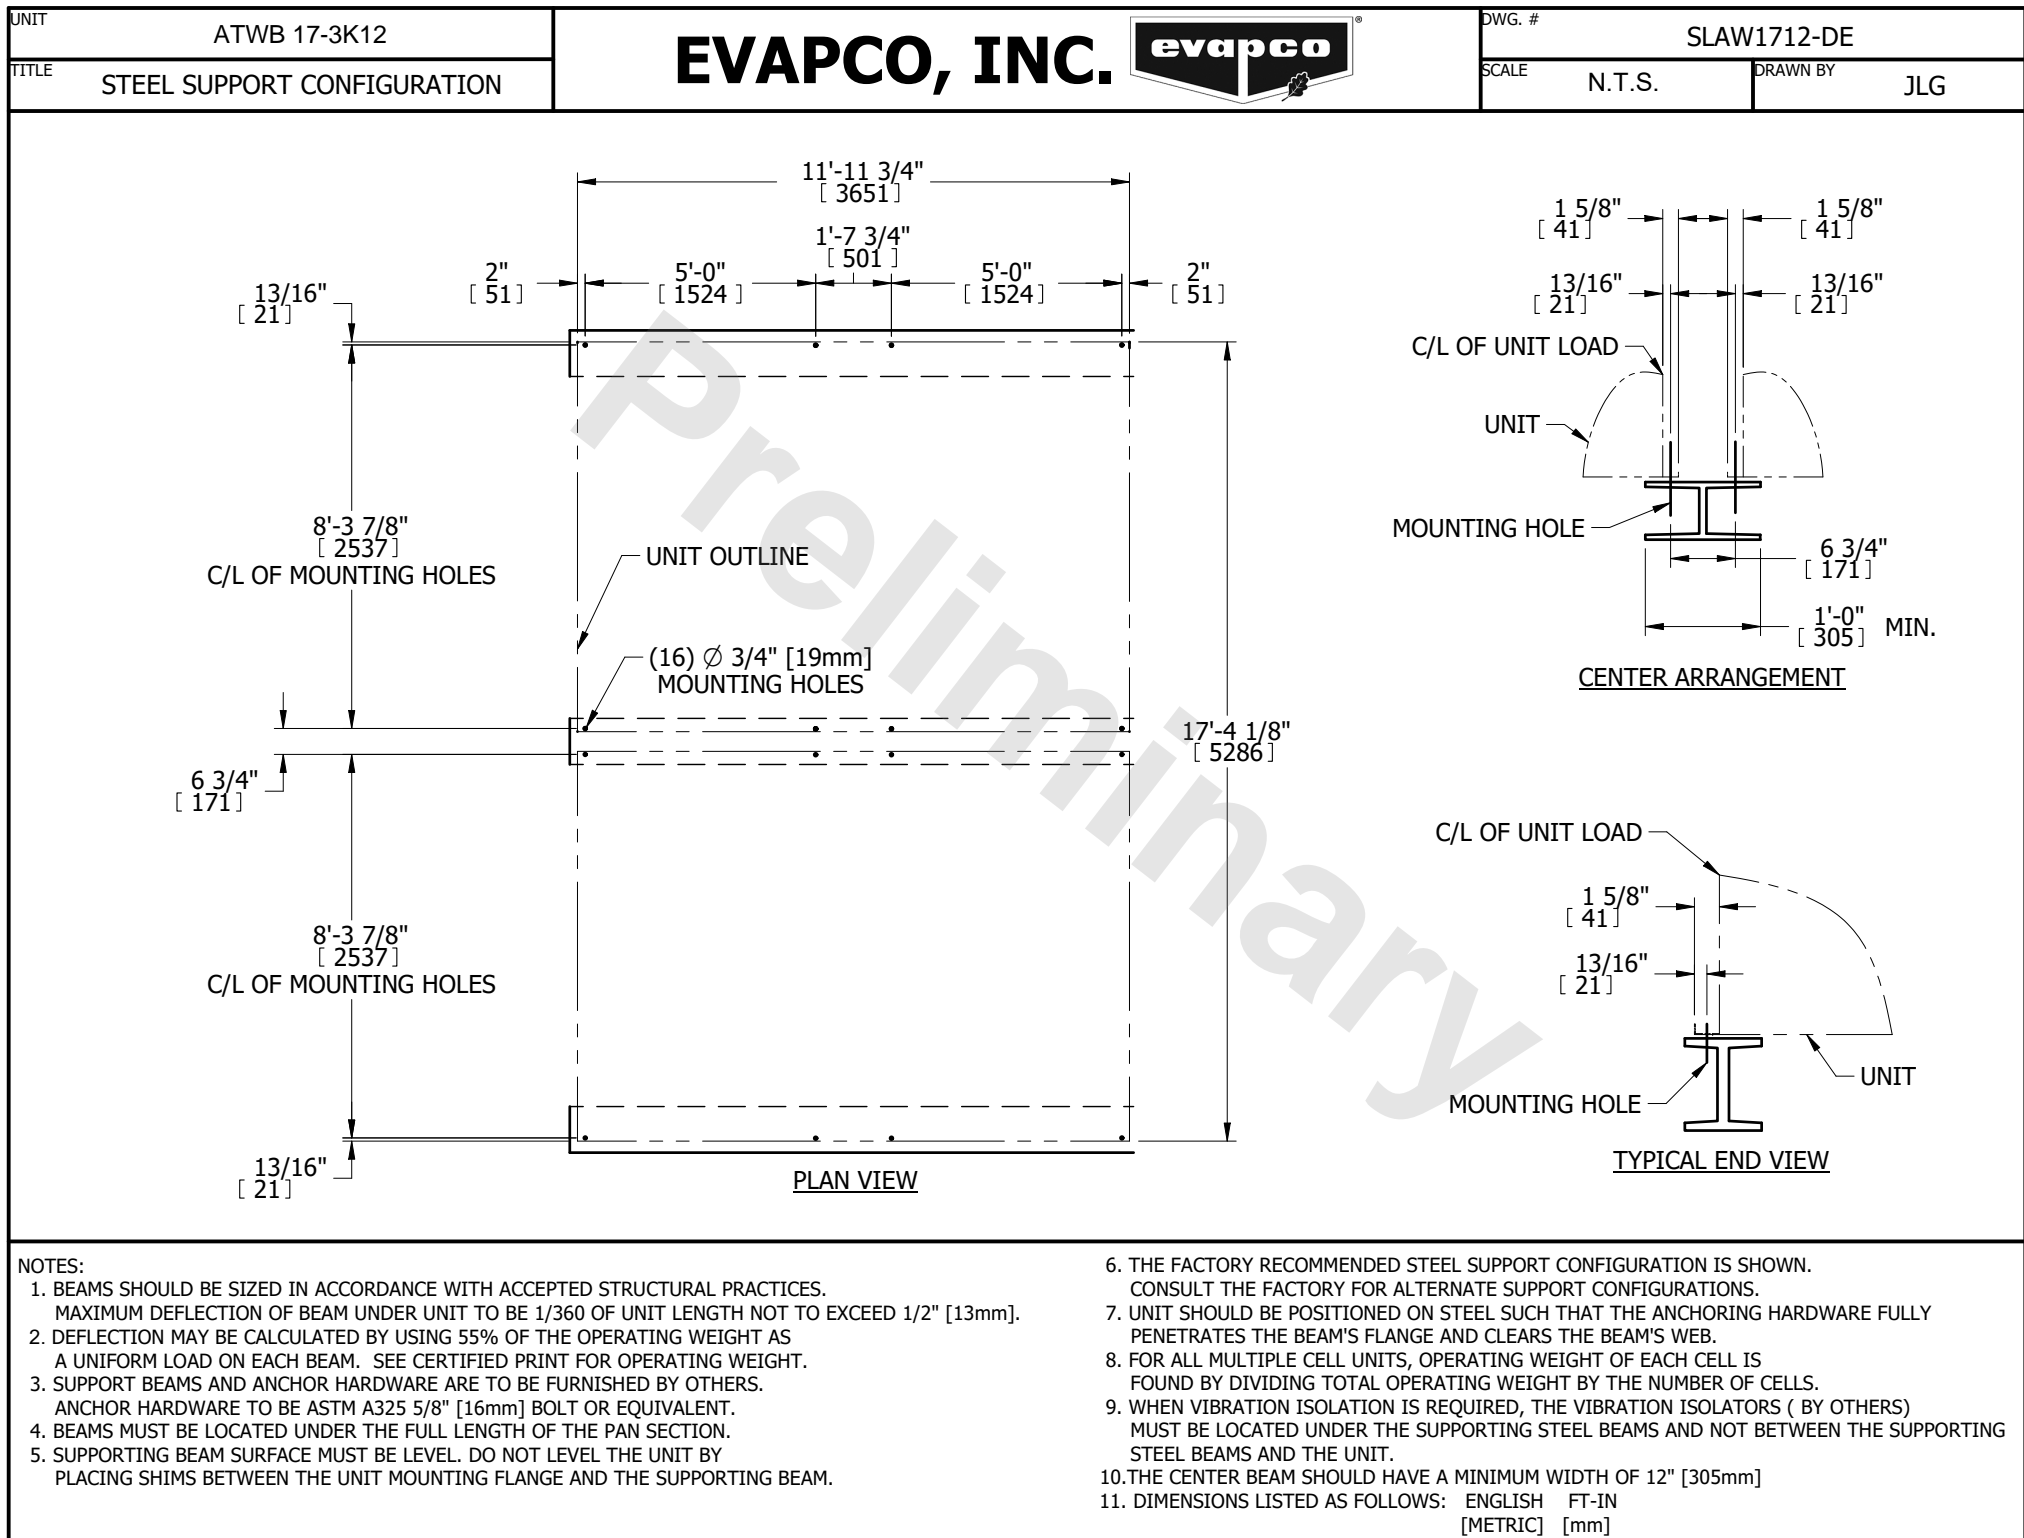 UNIT
ATWB 17-3K12
TITLE
STEEL SUPPORT CONFIGURATION
EVAPCO, INC.
evapco
®
DWG. #
SLAW1712-DE
SCALE
N.T.S.
DRAWN BY
JLG
11'-11 3/4"
[ 3651]
1'-7 3/4"
[ 501 ]
2"
[ 51]
5'-0"
[ 1524 ]
5'-0"
[ 1524]
2"
[ 51]
13/16"
[ 21]
8'-3 7/8"
[ 2537]
C/L OF MOUNTING HOLES
UNIT OUTLINE
(16) ∅ 3/4" [19mm]
MOUNTING HOLES
6 3/4"
[ 171]
17'-4 1/8"
[ 5286]
8'-3 7/8"
[ 2537]
C/L OF MOUNTING HOLES
13/16"
[ 21]
PLAN VIEW
Preliminary
1 5/8"
[ 41]
1 5/8"
[ 41]
13/16"
[ 21]
13/16"
[ 21]
C/L OF UNIT LOAD
UNIT
MOUNTING HOLE
6 3/4"
[ 171]
1'-0"
[ 305] MIN.
CENTER ARRANGEMENT
C/L OF UNIT LOAD
1 5/8"
[ 41]
13/16"
[ 21]
UNIT
MOUNTING HOLE
TYPICAL END VIEW
NOTES:
1. BEAMS SHOULD BE SIZED IN ACCORDANCE WITH ACCEPTED STRUCTURAL PRACTICES.
MAXIMUM DEFLECTION OF BEAM UNDER UNIT TO BE 1/360 OF UNIT LENGTH NOT TO EXCEED 1/2" [13mm].
2. DEFLECTION MAY BE CALCULATED BY USING 55% OF THE OPERATING WEIGHT AS
A UNIFORM LOAD ON EACH BEAM. SEE CERTIFIED PRINT FOR OPERATING WEIGHT.
3. SUPPORT BEAMS AND ANCHOR HARDWARE ARE TO BE FURNISHED BY OTHERS.
ANCHOR HARDWARE TO BE ASTM A325 5/8" [16mm] BOLT OR EQUIVALENT.
4. BEAMS MUST BE LOCATED UNDER THE FULL LENGTH OF THE PAN SECTION.
5. SUPPORTING BEAM SURFACE MUST BE LEVEL. DO NOT LEVEL THE UNIT BY
PLACING SHIMS BETWEEN THE UNIT MOUNTING FLANGE AND THE SUPPORTING BEAM.
6. THE FACTORY RECOMMENDED STEEL SUPPORT CONFIGURATION IS SHOWN.
CONSULT THE FACTORY FOR ALTERNATE SUPPORT CONFIGURATIONS.
7. UNIT SHOULD BE POSITIONED ON STEEL SUCH THAT THE ANCHORING HARDWARE FULLY
PENETRATES THE BEAM'S FLANGE AND CLEARS THE BEAM'S WEB.
8. FOR ALL MULTIPLE CELL UNITS, OPERATING WEIGHT OF EACH CELL IS
FOUND BY DIVIDING TOTAL OPERATING WEIGHT BY THE NUMBER OF CELLS.
9. WHEN VIBRATION ISOLATION IS REQUIRED, THE VIBRATION ISOLATORS ( BY OTHERS)
MUST BE LOCATED UNDER THE SUPPORTING STEEL BEAMS AND NOT BETWEEN THE SUPPORTING
STEEL BEAMS AND THE UNIT.
10.THE CENTER BEAM SHOULD HAVE A MINIMUM WIDTH OF 12" [305mm]
11. DIMENSIONS LISTED AS FOLLOWS: ENGLISH FT-IN
[METRIC] [mm]